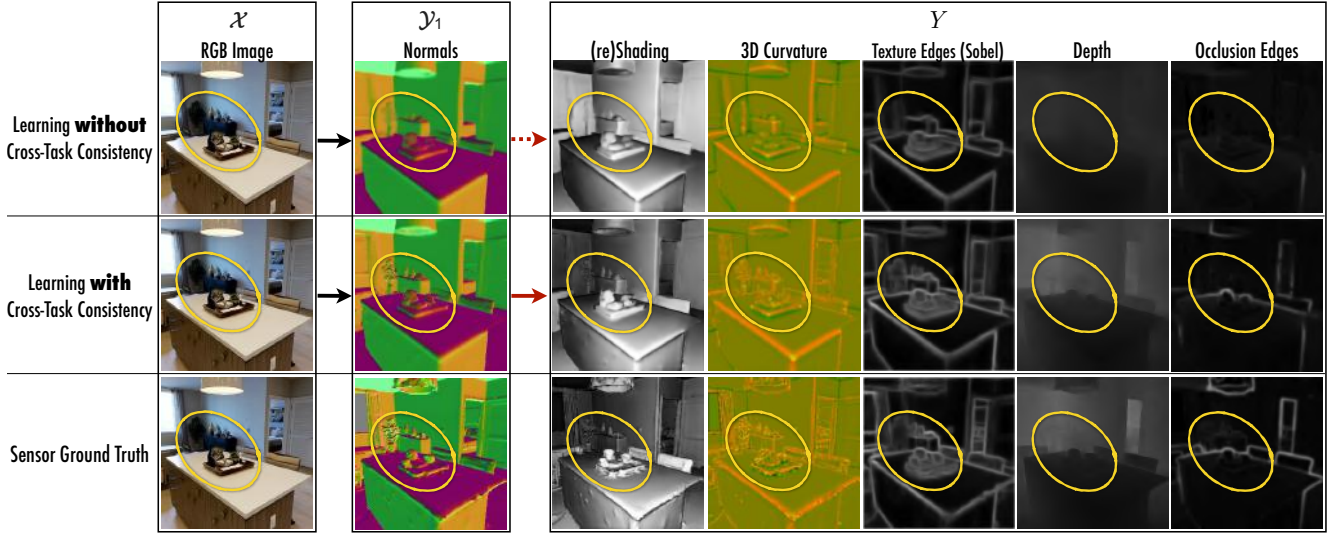 𝒳
𝒴₁
Y
RGB Image
Normals
(re)Shading
3D Curvature
Texture Edges (Sobel)
Depth
Occlusion Edges
Learning without
Cross-Task Consistency
Learning with
Cross-Task Consistency
Sensor Ground Truth